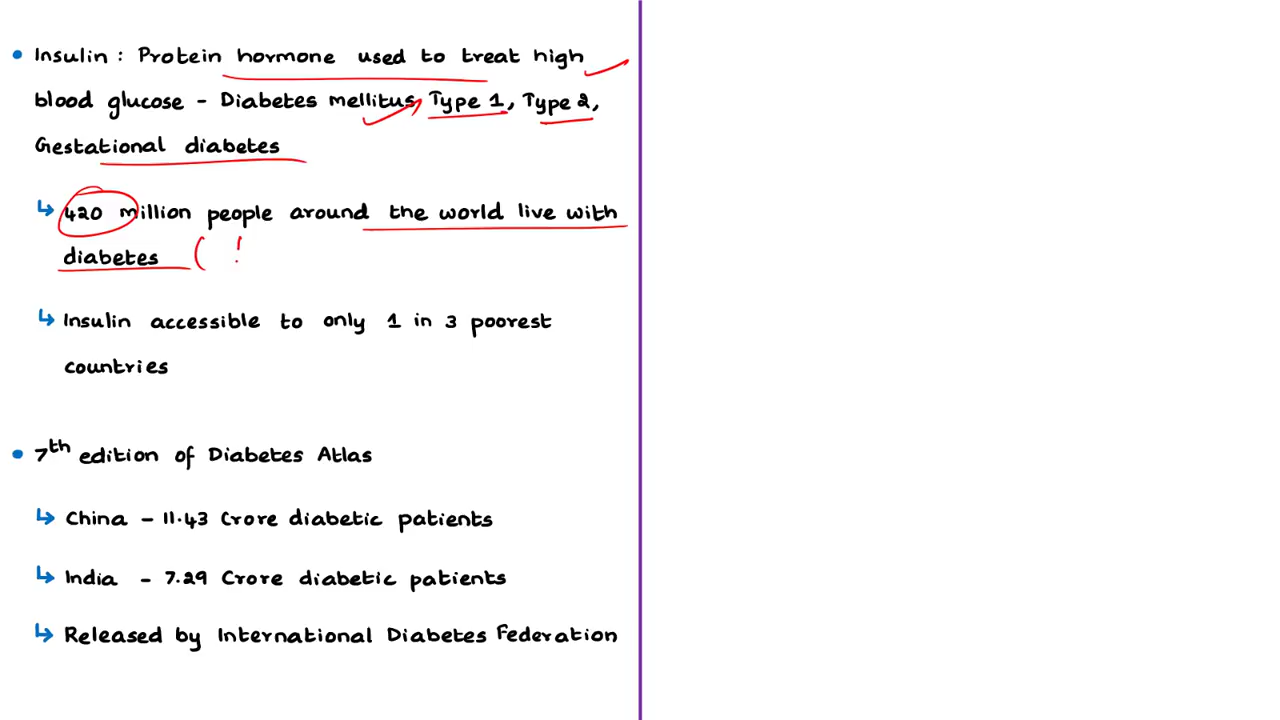 • Insulin : Protein hormone used to treat high
blood glucose - Diabetes mellitus Type 1, Type 2,
Gestational diabetes
↳ 420 million people around the world live with
diabetes (
↳ Insulin accessible to only 1 in 3 poorest
countries
• 7th edition of Diabetes Atlas
↳ China - 11.43 Crore diabetic patients
↳ India - 7.29 Crore diabetic patients
↳ Released by International Diabetes Federation